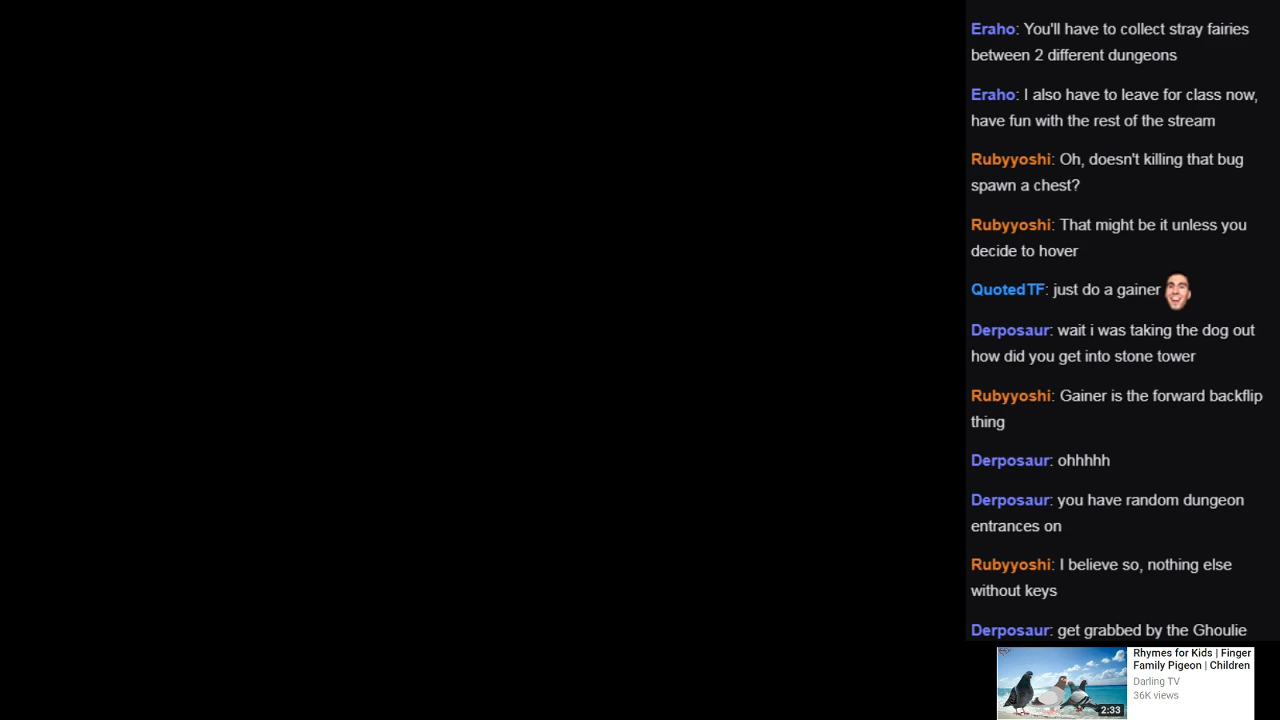 Eraho: You'll have to collect stray fairies
between 2 different dungeons
Eraho: I also have to leave for class now,
have fun with the rest of the stream
Rubyyoshi: Oh, doesn't killing that bug
spawn a chest?
Rubyyoshi: That might be it unless you
decide to hover
QuotedTF: just do a gainer
Derposaur: wait i was taking the dog out
how did you get into stone tower
Rubyyoshi: Gainer is the forward backflip
thing
Derposaur: ohhhhh
Derposaur: you have random dungeon
entrances on
Rubyyoshi: I believe so, nothing else
without keys
Derposaur: get grabbed by the Ghoulie
Rhymes for Kids | Finger
Family Pigeon | Children
Darling TV
36K views
2:33